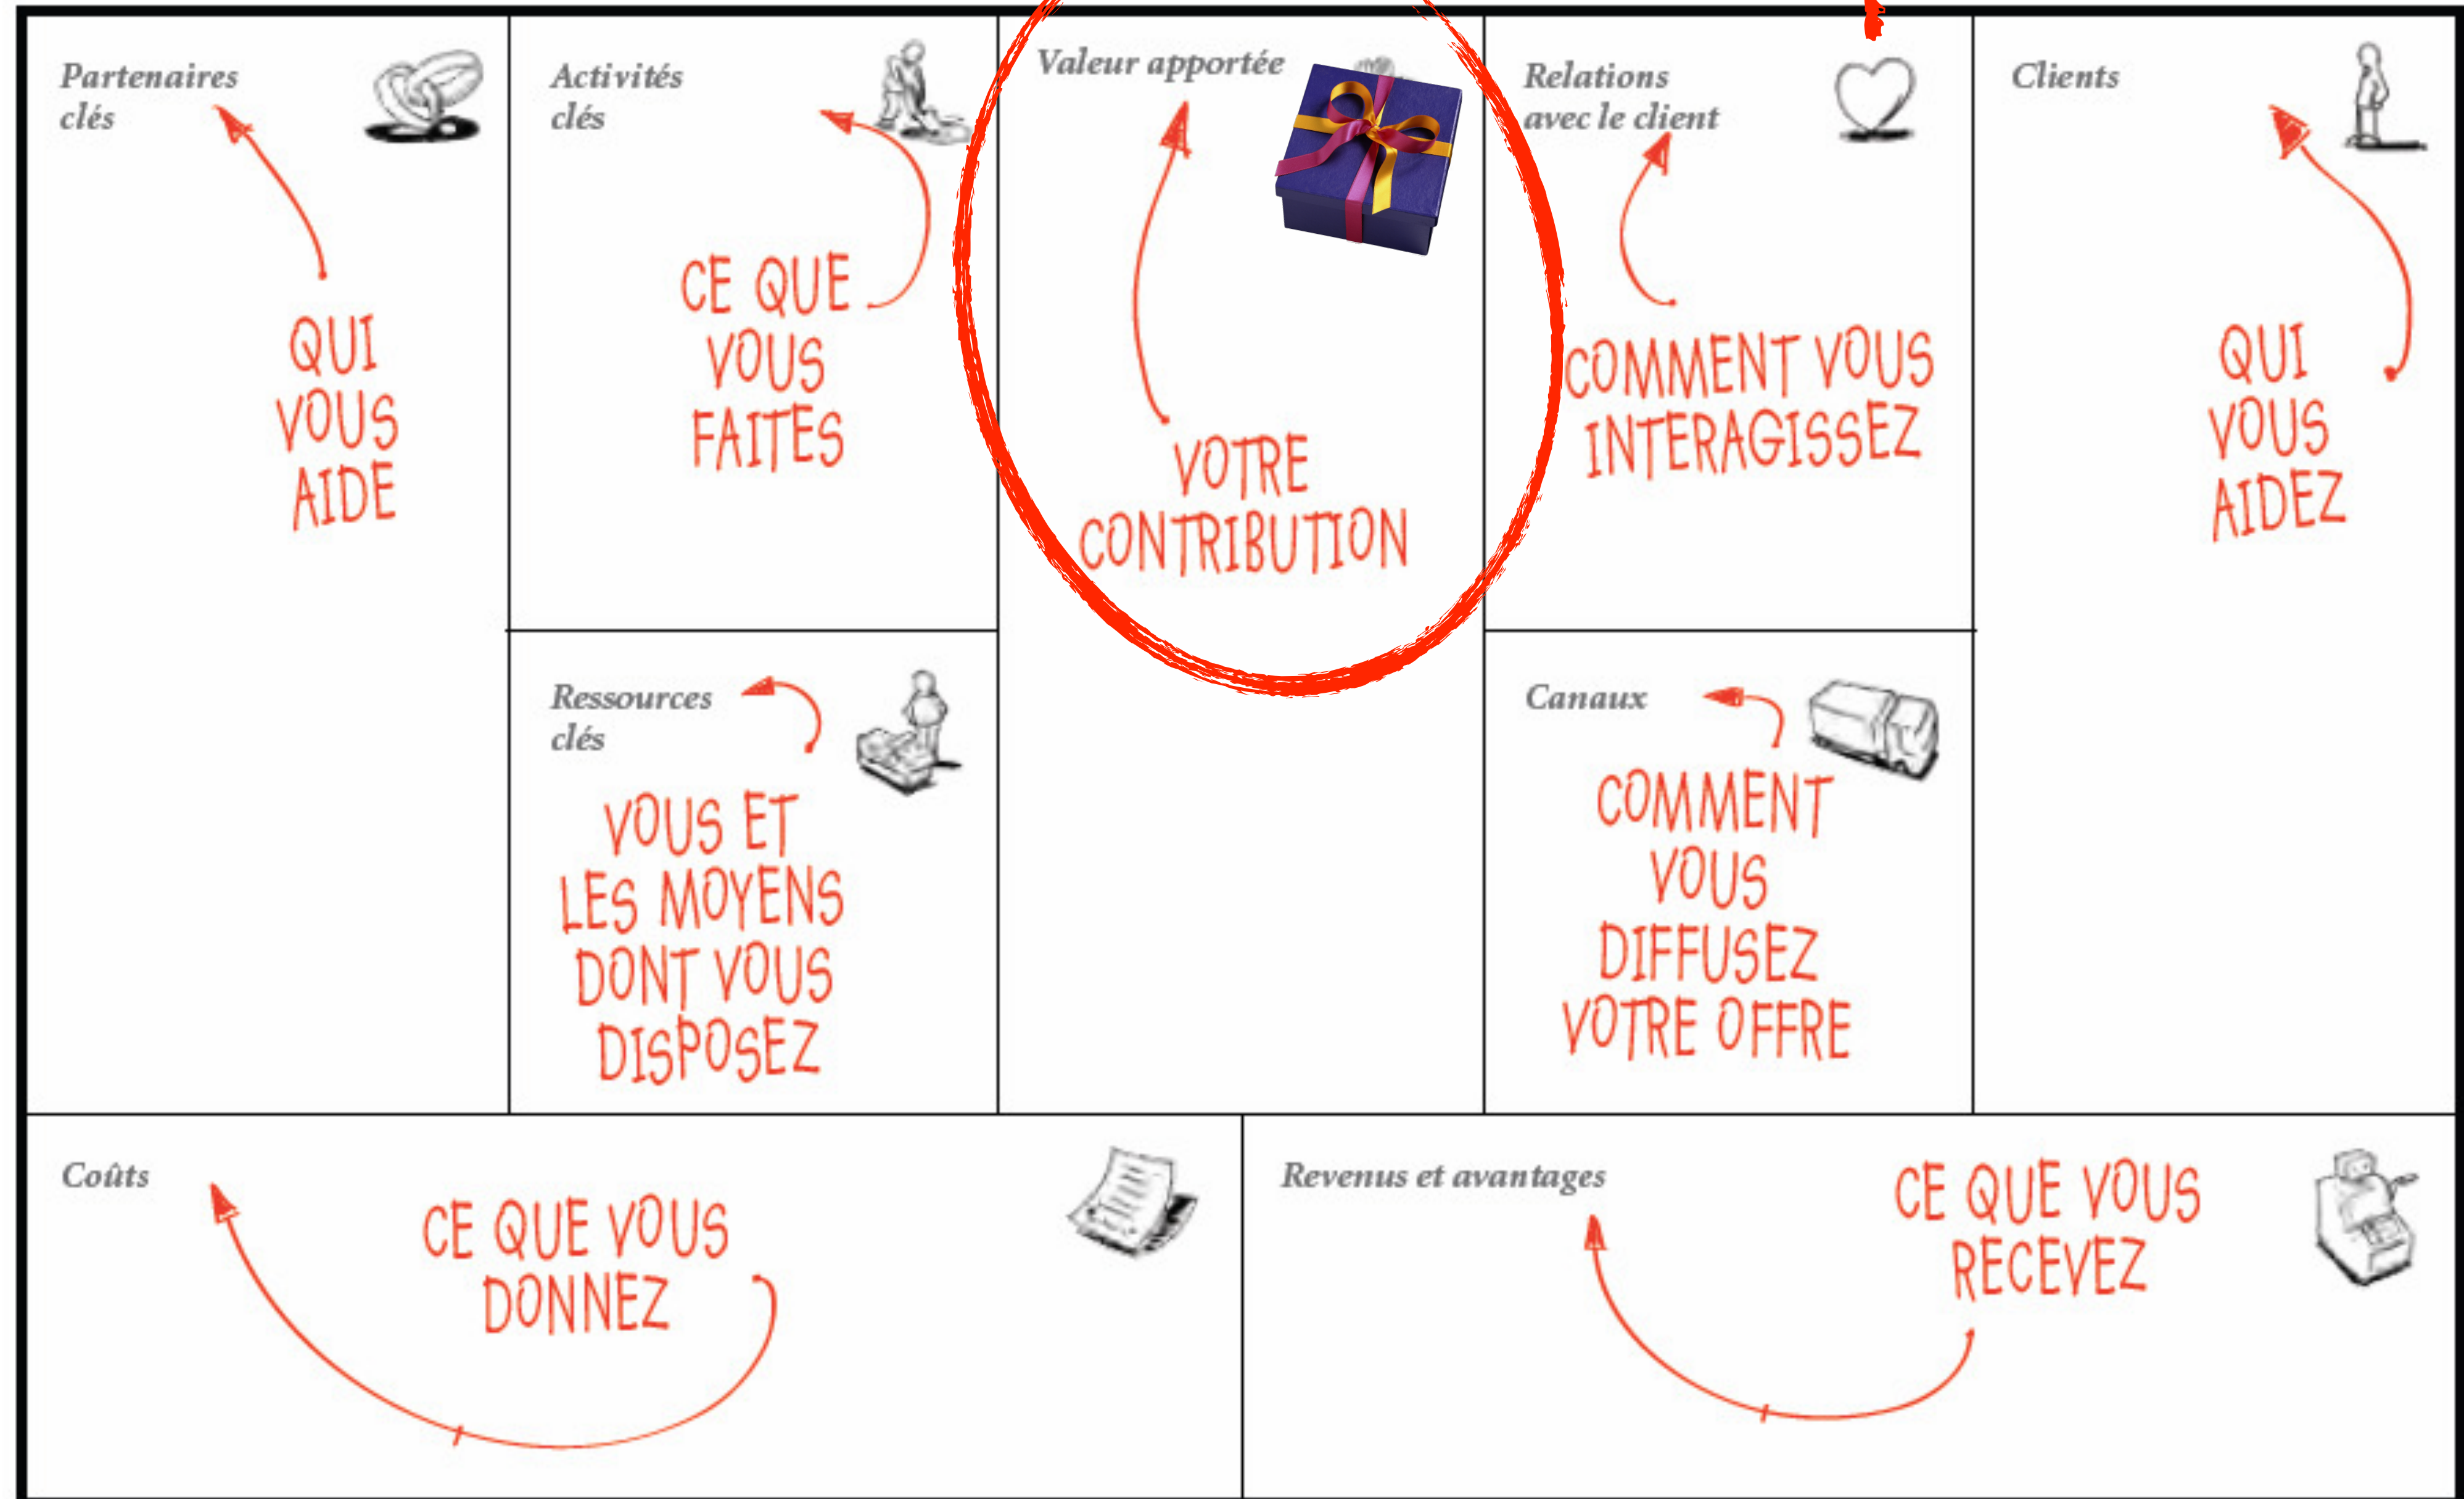 Partenaires
clés
QUI
VOUS
AIDE
Activités
clés
CE QUE
VOUS
FAITES
Valeur apportée
VOTRE
CONTRIBUTION
Relations
avec le client
COMMENT VOUS
INTERAGISSEZ
Clients
QUI
VOUS
AIDEZ
Ressources
clés
VOUS ET
LES MOYENS
DONT VOUS
DISPOSEZ
Canaux
COMMENT
VOUS
DIFFUSEZ
VOTRE OFFRE
Coûts
CE QUE VOUS
DONNEZ
Revenus et avantages
CE QUE VOUS
RECEVEZ